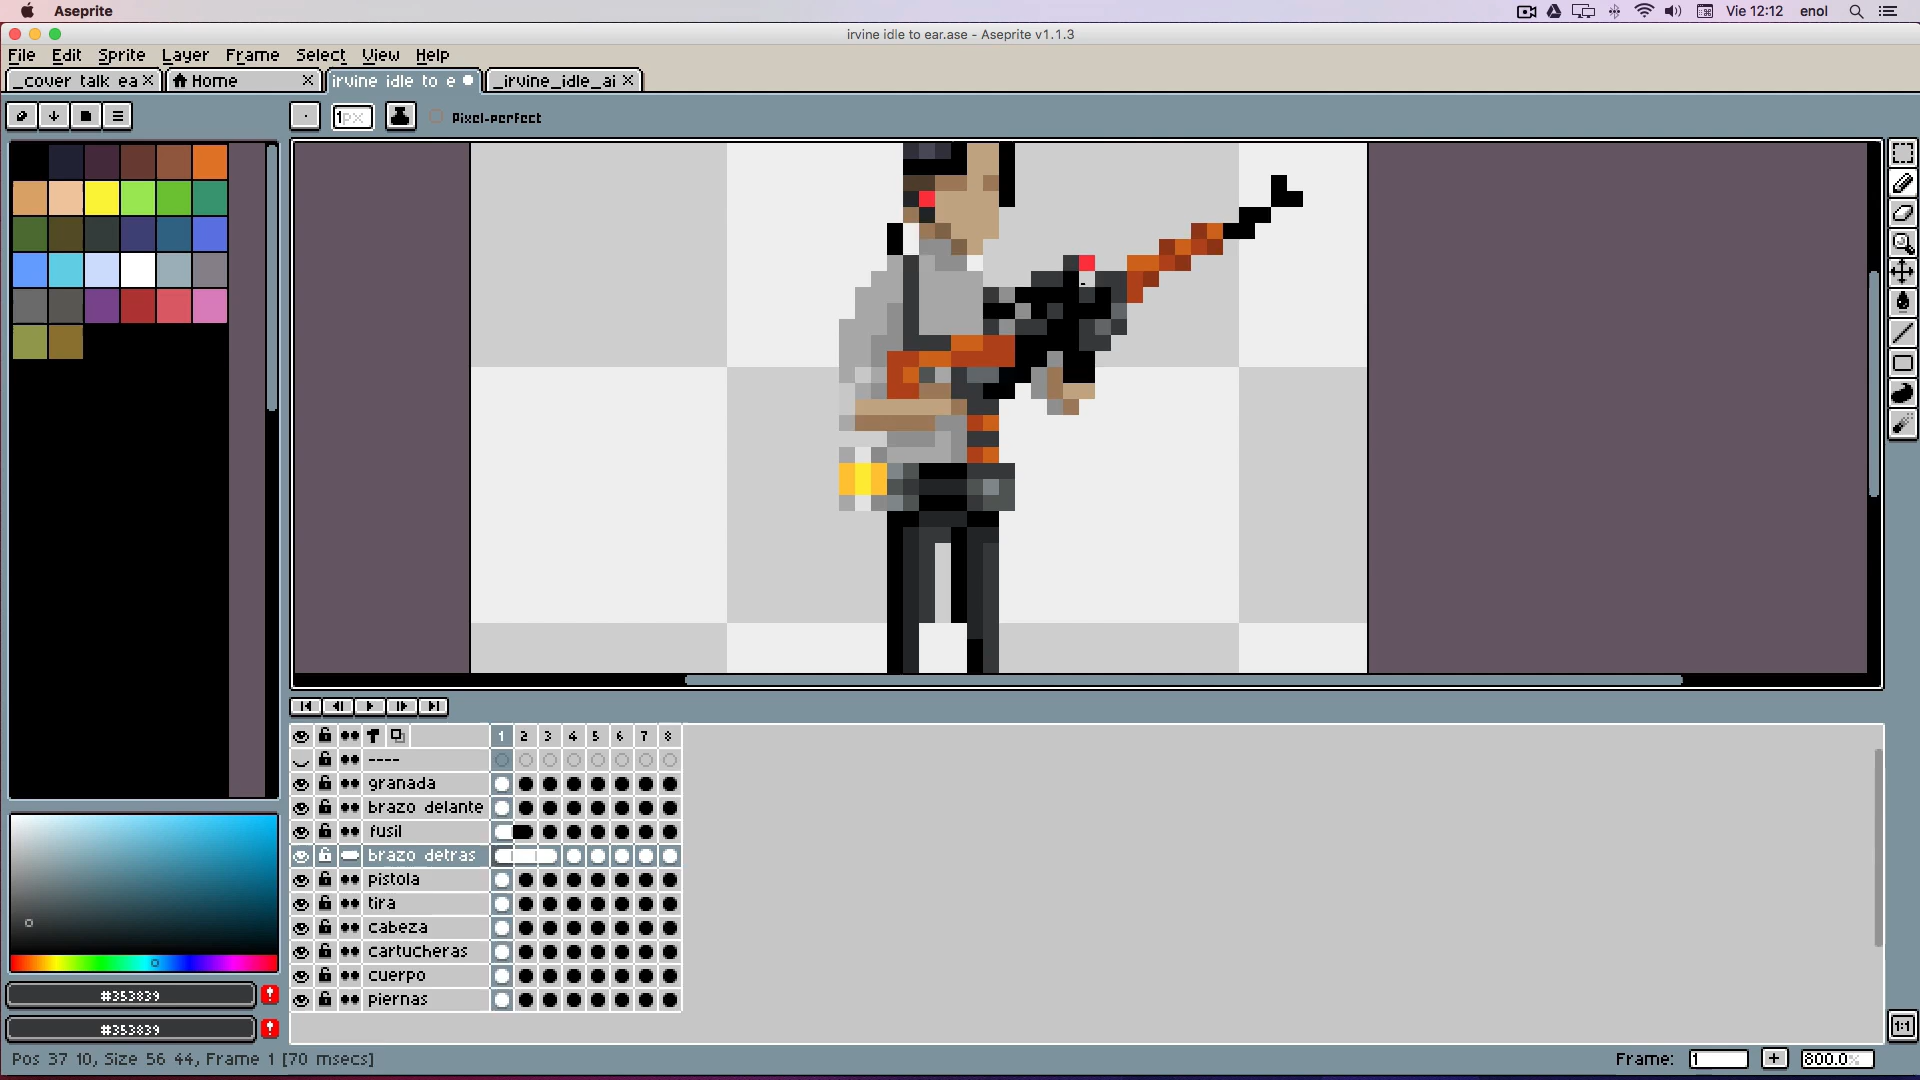 Aseprite
Vie 12:12 enol
irvine idle to ear.ase - Aseprite v1.1.3
File Edit Sprite Layer Frame Select View Help
_cover talk ea Home irvine idle to e _irvine_idle_ai
1px Pixel-perfect
1 2 3 4 5 6 7 8
----
granada
brazo delante
fusil
brazo detras
pistola
tira
cabeza
cartucheras
cuerpo
piernas
#353839
#353839
1:1
Pos 37 10, Size 56 44, Frame 1 [70 msecs] Frame: 1 + 800.0%